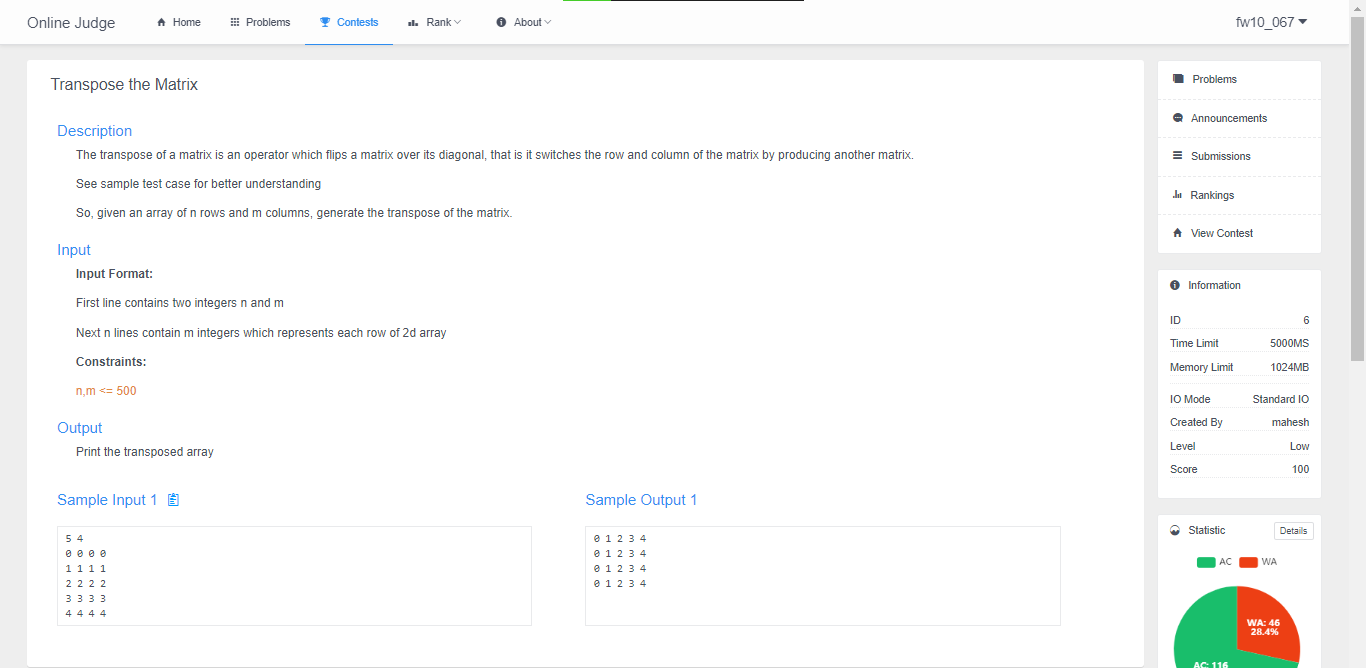 Online Judge Home Problems Contests Rank About fw10_067
Transpose the Matrix
Description
The transpose of a matrix is an operator which flips a matrix over its diagonal, that is it switches the row and column of the matrix by producing another matrix.
See sample test case for better understanding
So, given an array of n rows and m columns, generate the transpose of the matrix.
Input
Input Format:
First line contains two integers n and m
Next n lines contain m integers which represents each row of 2d array
Constraints:
n,m <= 500
Output
Print the transposed array
Sample Input 1
5 4
0 0 0 0
1 1 1 1
2 2 2 2
3 3 3 3
4 4 4 4
Sample Output 1
0 1 2 3 4
0 1 2 3 4
0 1 2 3 4
0 1 2 3 4
Problems
Announcements
Submissions
Rankings
View Contest
Information
ID 6
Time Limit 5000MS
Memory Limit 1024MB
IO Mode Standard IO
Created By mahesh
Level Low
Score 100
Statistic Details
AC WA
WA: 46
28.4%
AC: 116